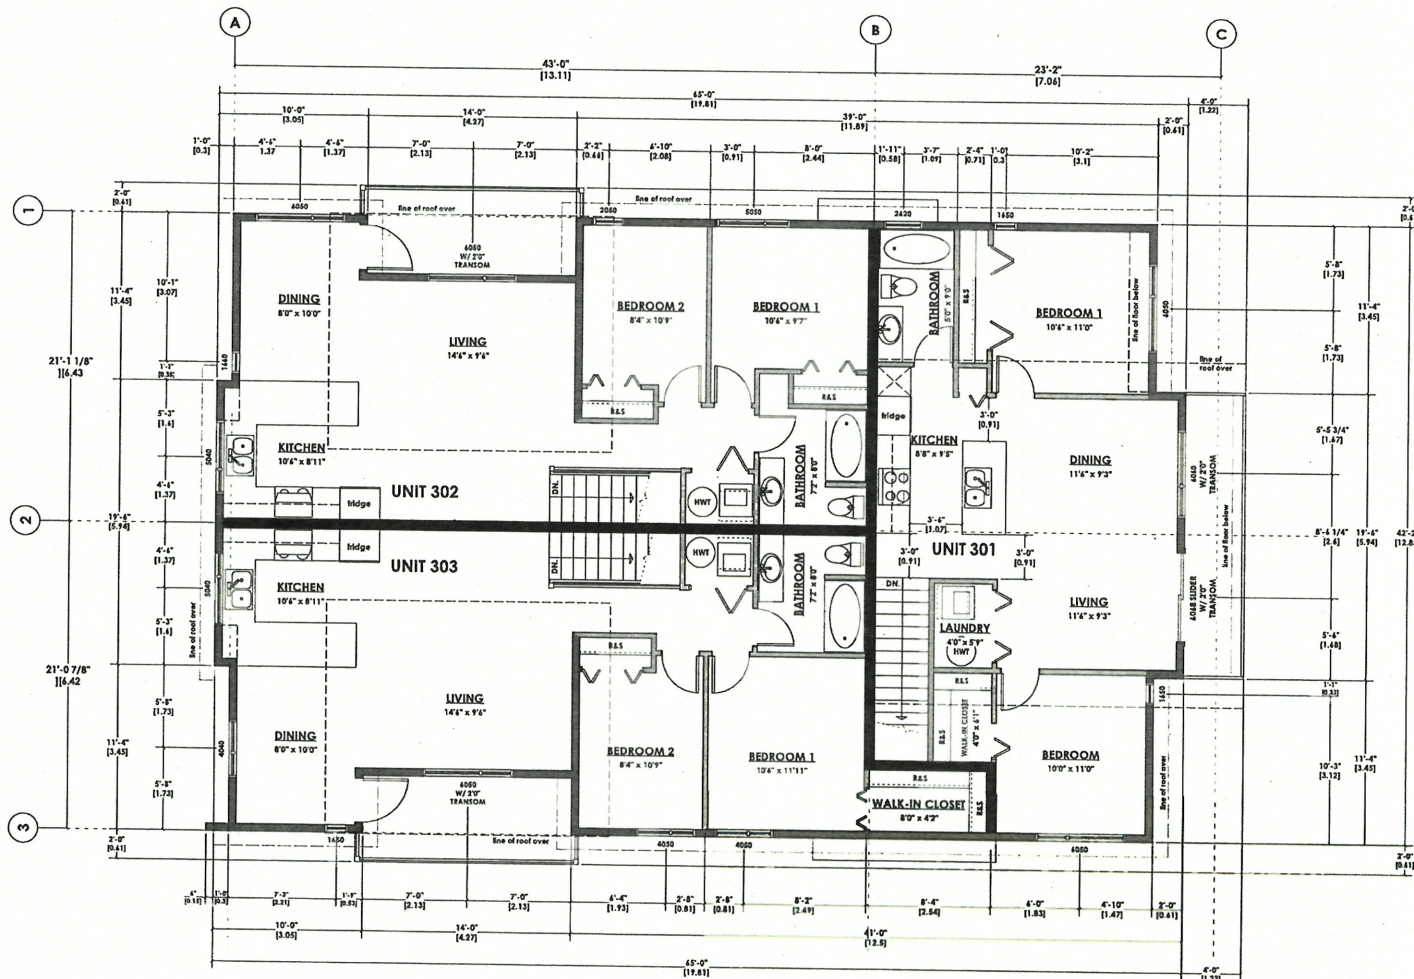 A
B
C
43'-0"
[13.11]
23'-2"
[7.06]
65'-0"
[19.81]
4'-0"
[1.22]
10'-0"
[3.05]
14'-0"
[4.27]
39'-0"
[11.89]
2'-0"
[0.61]
1'-0"
[0.3]
4'-6"
1.37
4'-6"
[1.37]
7'-0"
[2.13]
7'-0"
[2.13]
2'-2"
[0.66]
6'-10"
[2.08]
3'-0"
[0.91]
8'-0"
[2.44]
1'-11"
[0.58]
3'-7"
[1.09]
2'-4"
[0.71]
1'-0
0.3
10'-2"
[3.1]
2'-0"
[0.61]
1
6050
line of roof over
2050
line of roof over
5050
2620
1650
6050
W/ 2'0"
TRANSOM
10'-1"
[3.07]
11'-4"
[3.45]
DINING
8'0" x 10'0"
LIVING
14'6" x 9'6"
BEDROOM 2
8'4" x 10'9"
BEDROOM 1
10'6" x 9'7"
BATHROOM
5'0" x 9'0"
R&S
BEDROOM 1
10'6" x 11'0"
line of floor below
6050
5'-8"
[1.73]
11'-4"
[3.45]
5'-8"
[1.73]
line of
roof over
21'-1 1/8"
][6.43
1660
5'-3"
[1.6]
R&S
R&S
fridge
3'-0"
[0.91]
5'-5 3/4"
[1.67]
KITCHEN
10'6" x 8'11"
5040
4'-6"
[1.37]
KITCHEN
8'8" x 9'5"
DINING
11'6" x 9'3"
6060
W/ 2'0"
TRANSOM
BATHROOM
7'2" x 8'0"
DN.
HWT
UNIT 302
fridge
2
19'-6"
[5.94]
3'-6"
[1.07]
line of floor below
8'-6 1/4"
[2.6]
19'-6"
[5.94]
42'-2
[12.8
4'-6"
[1.37]
fridge
UNIT 303
DN.
HWT
BATHROOM
7'2" x 8'0"
UNIT 301
3'-0"
[0.91]
3'-0"
[0.91]
5040
KITCHEN
10'6" x 8'11"
DN.
LIVING
11'6" x 9'3"
6068 SLIDER
W/ 2'0"
TRANSOM
5'-3"
[1.6]
line of roof over
LAUNDRY
4'0" x 5'9"
HWT
5'-6"
[1.68]
21'-0 7/8"
][6.42
R&S
R&S
1'-1"
[0.33]
1650
5'-8"
[1.73]
LIVING
14'6" x 9'6"
R&S
WALK-IN CLOSET
4'0" x 6'1"
11'-4"
[3.45]
DINING
8'0" x 10'0"
4040
BEDROOM 2
8'4" x 10'9"
BEDROOM 1
10'6" x 11'11"
BEDROOM
10'0" x 11'0"
10'-3"
[3.12]
11'-4"
[3.45]
5'-8"
[1.73]
6050
W/ 2'0"
TRANSOM
R&S
WALK-IN CLOSET
8'0" x 4'2"
R&S
line of roof over
3
1650
line of roof over
4050
4050
6050
2'-0"
[0.61]
2'-0"
[0.61]
6"
[0.15]
1'-0
[0.3]
7'-3"
[2.21]
1'-9"
[0.53]
7'-0"
[2.13]
7'-0"
[2.13]
6'-4"
[1.93]
2'-8"
[0.81]
2'-8"
[0.81]
8'-2"
[2.49]
8'-4"
[2.54]
6'-0"
[1.83]
4'-10"
[1.47]
2'-0"
[0.61]
10'-0"
[3.05]
14'-0"
[4.27]
41'-0"
[12.5]
65'-0"
[19.81]
4'-0"